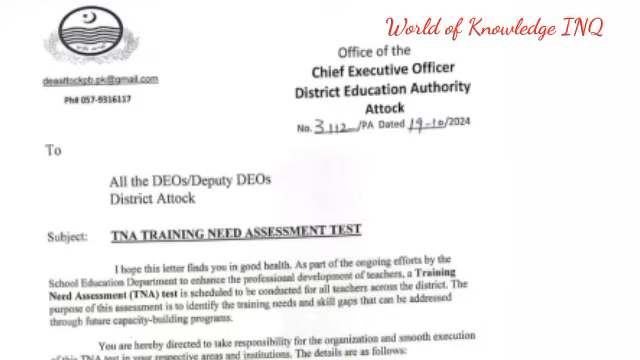 World of Knowledge INQ
deaattockpb.pk@gmail.com
Ph# 057-9316117
Office of the
Chief Executive Officer
District Education Authority
Attock
No. 3112 /PA Dated 19-10/2024
To
All the DEOs/Deputy DEOs
District Attock
Subject: TNA TRAINING NEED ASSESSMENT TEST
I hope this letter finds you in good health. As part of the ongoing efforts by the
School Education Department to enhance the professional development of teachers, a Training
Need Assessment (TNA) test is scheduled to be conducted for all teachers across the district. The
purpose of this assessment is to identify the training needs and skill gaps that can be addressed
through future capacity-building programs.
You are hereby directed to take responsibility for the organization and smooth execution
of this TNA test in your respective areas and institutions. The details are as follows: